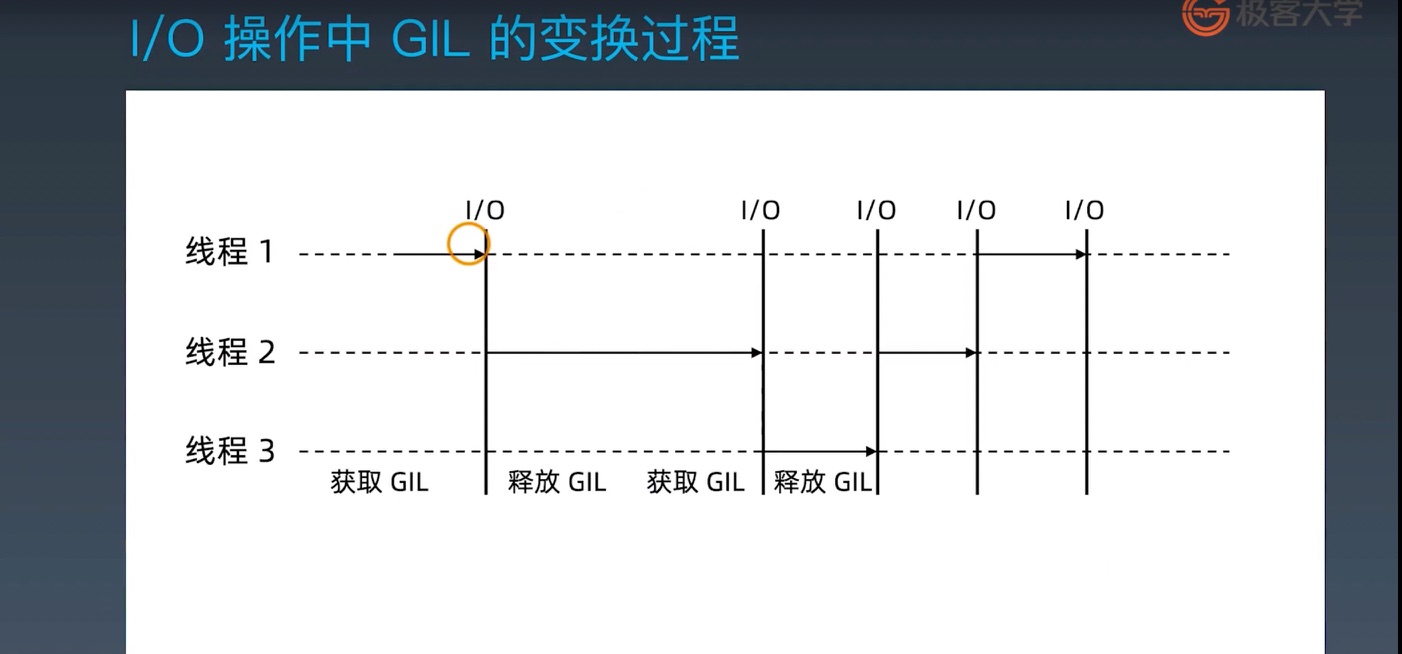 I/O 操作中 GIL 的变换过程
极客大学
I/O I/O I/O I/O I/O
线程 1
线程 2
线程 3
获取 GIL 释放 GIL 获取 GIL 释放 GIL